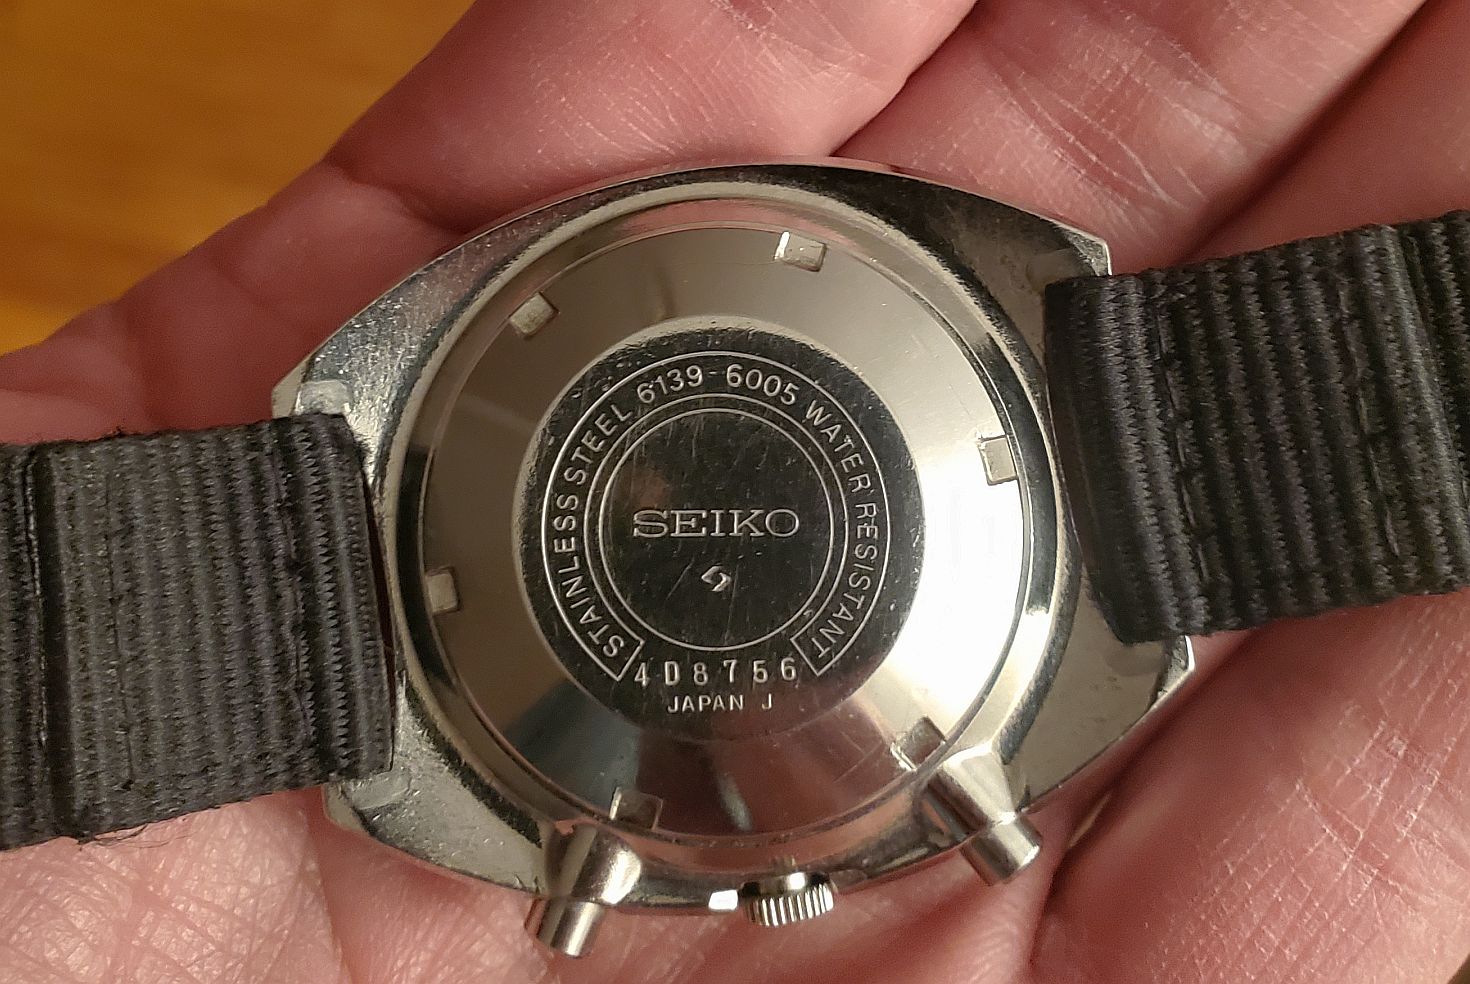 STAINLESS STEEL 6139-6005 WATER RESISTANT
SEIKO
4D8756
JAPAN J